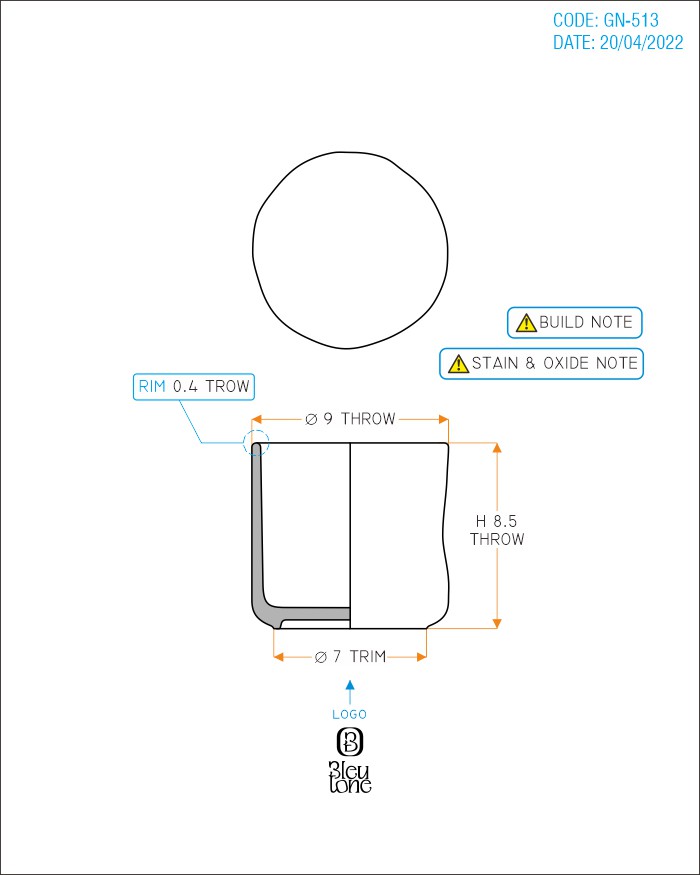 CODE: GN-513
DATE: 20/04/2022
BUILD NOTE
STAIN & OXIDE NOTE
RIM 0.4 TROW
Ø 9 THROW
H 8.5
THROW
Ø 7 TRIM
LOGO
B
Bleu
tone